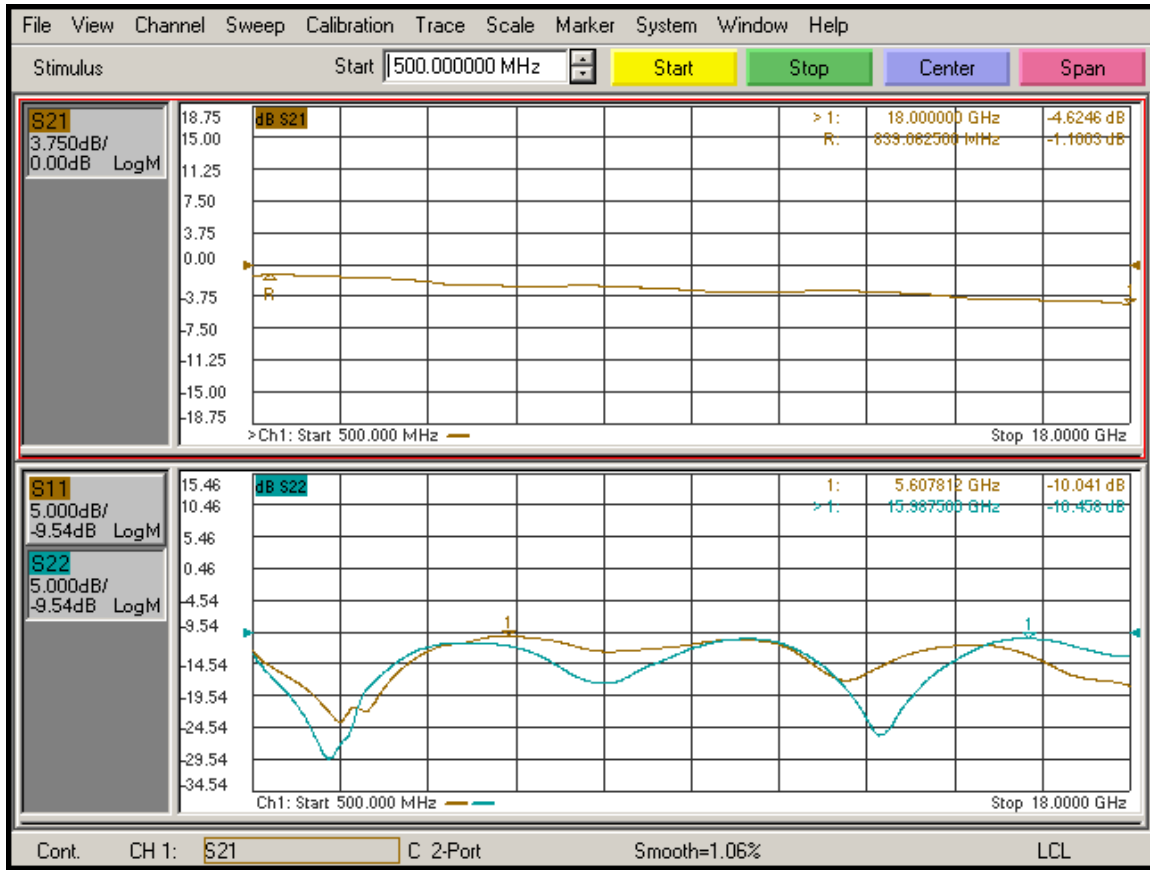 File View Channel Sweep Calibration Trace Scale Marker System Window Help
Stimulus Start 500.000000 MHz Start Stop Center Span
S21
3.750dB/
0.00dB LogM
18.75
15.00
11.25
7.50
3.75
0.00
-3.75
-7.50
-11.25
-15.00
-18.75
dB S21
> 1: 18.000000 GHz -4.6246 dB
R: 839.062500 MHz -1.1003 dB
R
1
>Ch1: Start 500.000 MHz Stop 18.0000 GHz
S11
5.000dB/
-9.54dB LogM
S22
5.000dB/
-9.54dB LogM
15.46
10.46
5.46
0.46
-4.54
-9.54
-14.54
-19.54
-24.54
-29.54
-34.54
dB S22
1: 5.607812 GHz -10.041 dB
> 1: 15.987500 GHz -10.458 dB
1
1
Ch1: Start 500.000 MHz Stop 18.0000 GHz
Cont. CH 1: S21 C 2-Port Smooth=1.06% LCL